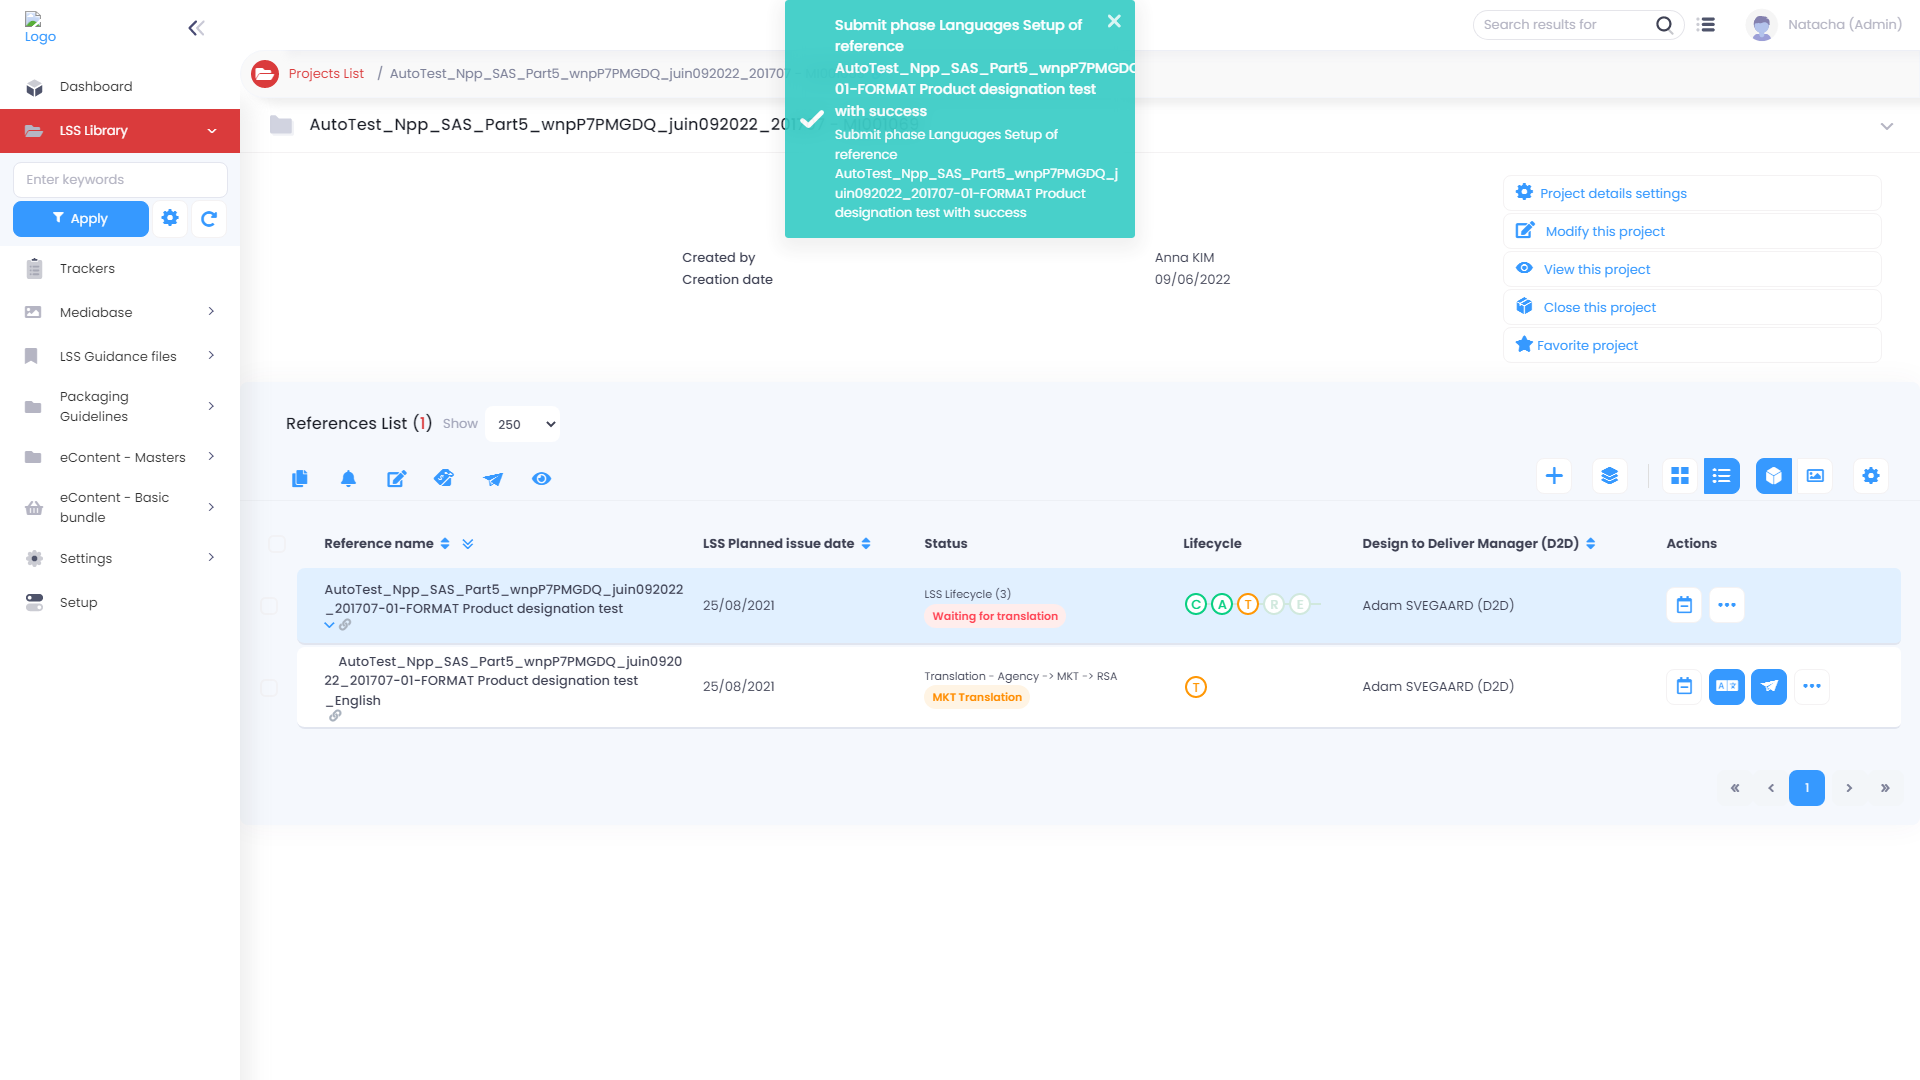 Logo
Search results for
Natacha (Admin)
Submit phase Languages Setup of
reference
AutoTest_Npp_SAS_Part5_wnpP7PMGDQ
01-FORMAT Product designation test
with success
Submit phase Languages Setup of
reference
AutoTest_Npp_SAS_Part5_wnpP7PMGDQ_j
uin092022_201707-01-FORMAT Product
designation test with success
Projects List / AutoTest_Npp_SAS_Part5_wnpP7PMGDQ_juin092022_201707
AutoTest_Npp_SAS_Part5_wnpP7PMGDQ_juin092022_201707
Dashboard
LSS Library
Enter keywords
Apply
Trackers
Mediabase
LSS Guidance files
Packaging
Guidelines
eContent - Masters
eContent - Basic
bundle
Settings
Setup
Created by
Anna KIM
Creation date
09/06/2022
Project details settings
Modify this project
View this project
Close this project
Favorite project
References List (1) Show 250
Reference name
LSS Planned issue date
Status
Lifecycle
Design to Deliver Manager (D2D)
Actions
AutoTest_Npp_SAS_Part5_wnpP7PMGDQ_juin092022
_201707-01-FORMAT Product designation test
25/08/2021
LSS Lifecycle (3)
Waiting for translation
C A T R E
Adam SVEGAARD (D2D)
AutoTest_Npp_SAS_Part5_wnpP7PMGDQ_juin0920
22_201707-01-FORMAT Product designation test
_English
25/08/2021
Translation - Agency -> MKT -> RSA
MKT Translation
T
Adam SVEGAARD (D2D)
« ‹ 1 › »